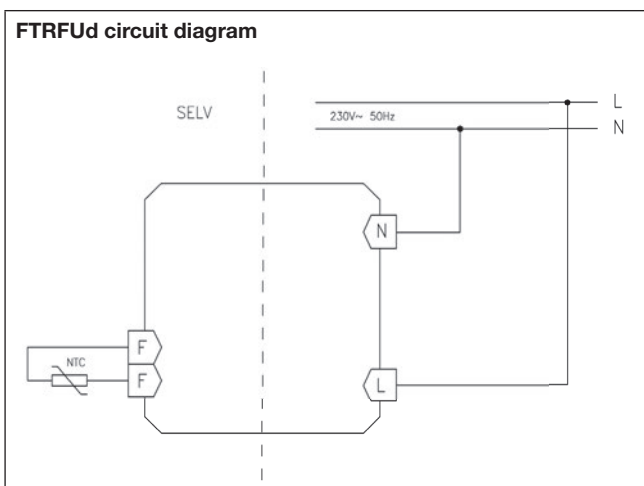 FTRFUd circuit diagram
SELV
230V~ 50Hz
L
N
N
F
NTC
F
L